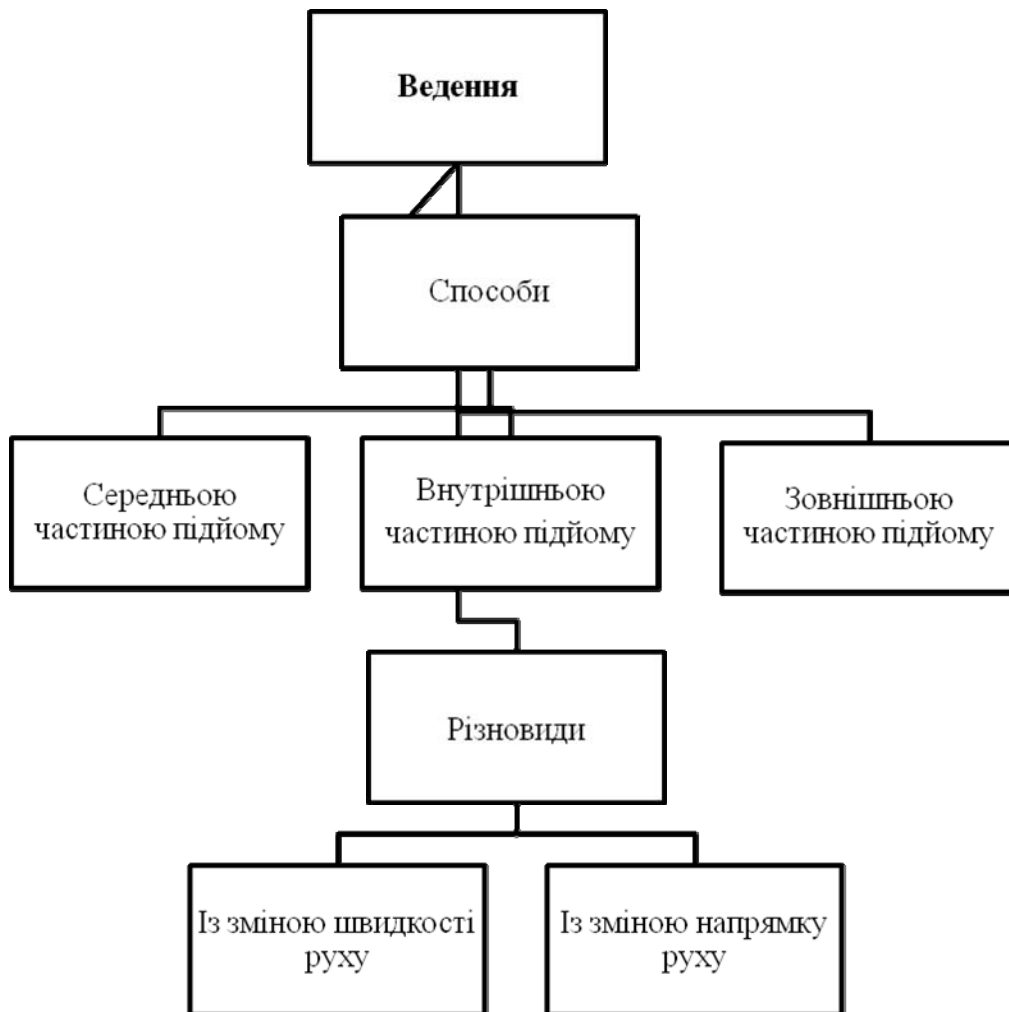 Ведення
Способи
Середньою
частиною підйому
Внутрішньою
частиною підйому
Зовнішньою
частиною підйому
Різновиди
Із зміною швидкості
руху
Із зміною напрямку
руху